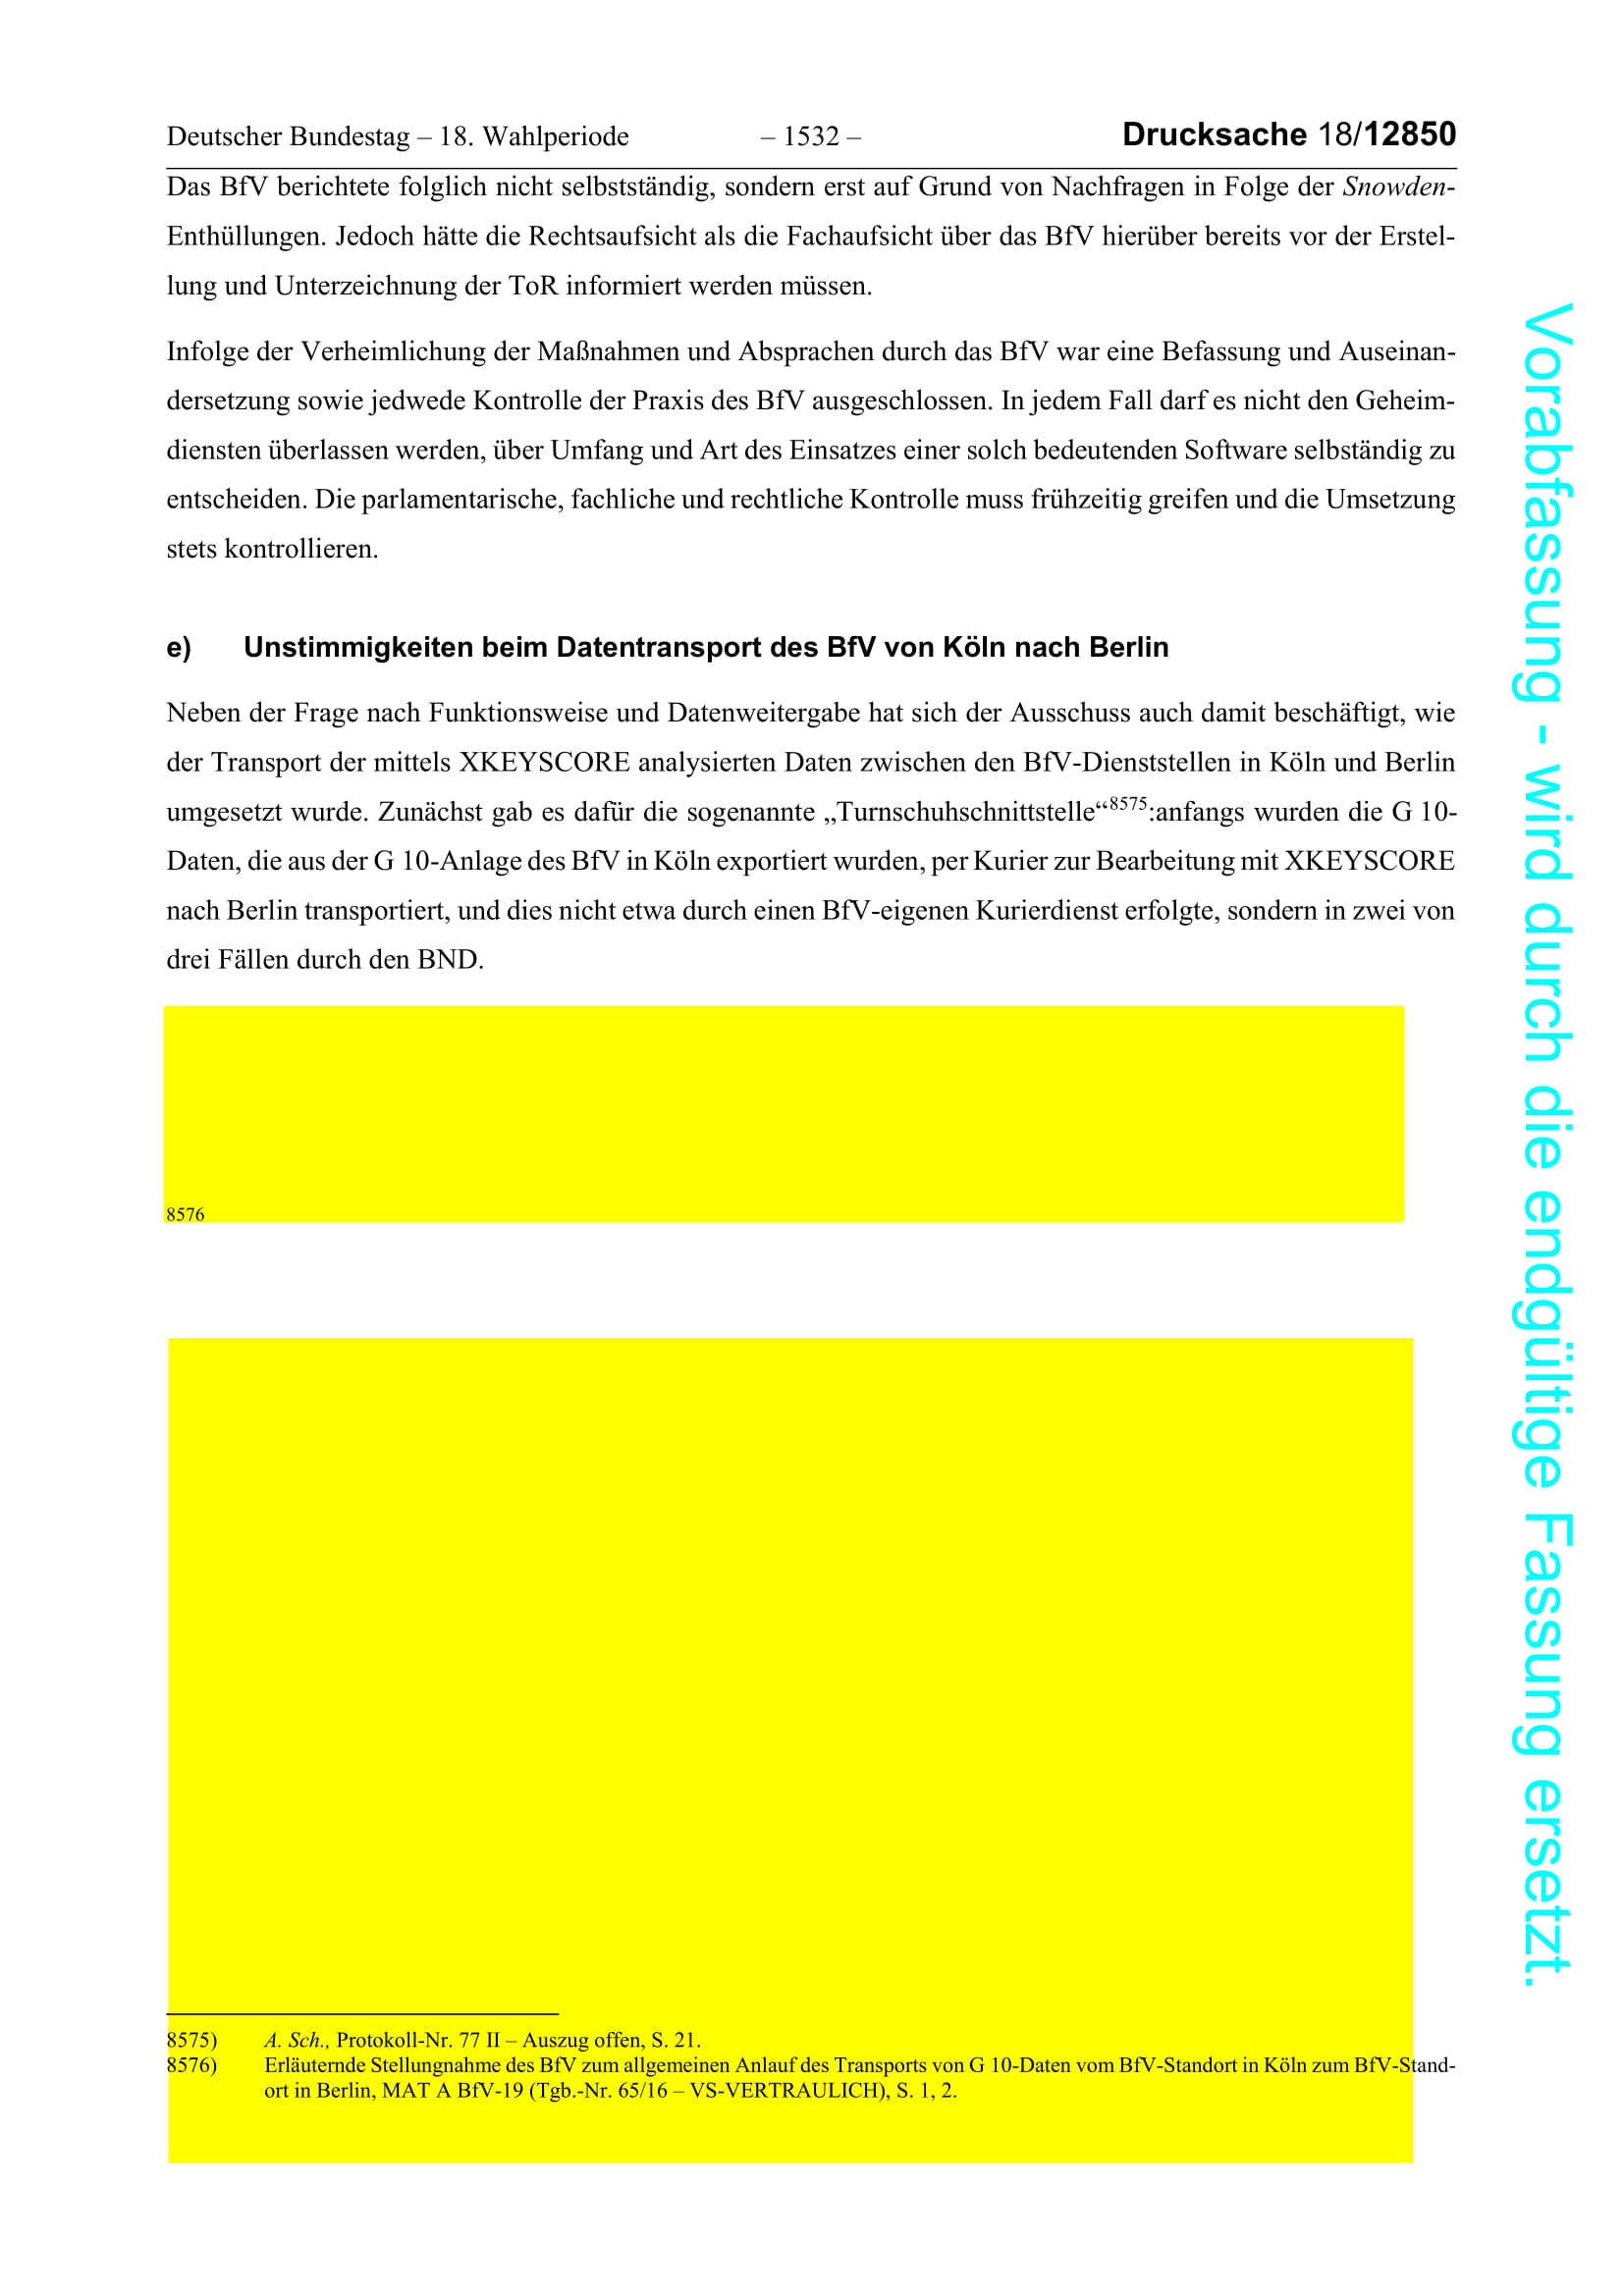 Deutscher Bundestag – 18. Wahlperiode – 1532 – Drucksache 18/12850
Das BfV berichtete folglich nicht selbstständig, sondern erst auf Grund von Nachfragen in Folge der Snowden-
Enthüllungen. Jedoch hätte die Rechtsaufsicht als die Fachaufsicht über das BfV hierüber bereits vor der Erstel-
lung und Unterzeichnung der ToR informiert werden müssen.
Infolge der Verheimlichung der Maßnahmen und Absprachen durch das BfV war eine Befassung und Auseinan-
dersetzung sowie jedwede Kontrolle der Praxis des BfV ausgeschlossen. In jedem Fall darf es nicht den Geheim-
diensten überlassen werden, über Umfang und Art des Einsatzes einer solch bedeutenden Software selbständig zu
entscheiden. Die parlamentarische, fachliche und rechtliche Kontrolle muss frühzeitig greifen und die Umsetzung
stets kontrollieren.
e) Unstimmigkeiten beim Datentransport des BfV von Köln nach Berlin
Neben der Frage nach Funktionsweise und Datenweitergabe hat sich der Ausschuss auch damit beschäftigt, wie
der Transport der mittels XKEYSCORE analysierten Daten zwischen den BfV-Dienststellen in Köln und Berlin
umgesetzt wurde. Zunächst gab es dafür die sogenannte „Turnschuhschnittstelle“8575:anfangs wurden die G 10-
Daten, die aus der G 10-Anlage des BfV in Köln exportiert wurden, per Kurier zur Bearbeitung mit XKEYSCORE
nach Berlin transportiert, und dies nicht etwa durch einen BfV-eigenen Kurierdienst erfolgte, sondern in zwei von
drei Fällen durch den BND.
8576
8575) A. Sch., Protokoll-Nr. 77 II – Auszug offen, S. 21.
8576) Erläuternde Stellungnahme des BfV zum allgemeinen Anlauf des Transports von G 10-Daten vom BfV-Standort in Köln zum BfV-Stand-
ort in Berlin, MAT A BfV-19 (Tgb.-Nr. 65/16 – VS-VERTRAULICH), S. 1, 2.
Vorabfassung - wird durch die endgültige Fassung ersetzt.